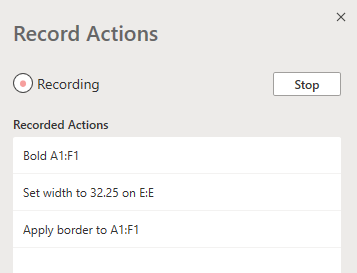 Record Actions
Recording
Stop
Recorded Actions
Bold A1:F1
Set width to 32.25 on E:E
Apply border to A1:F1